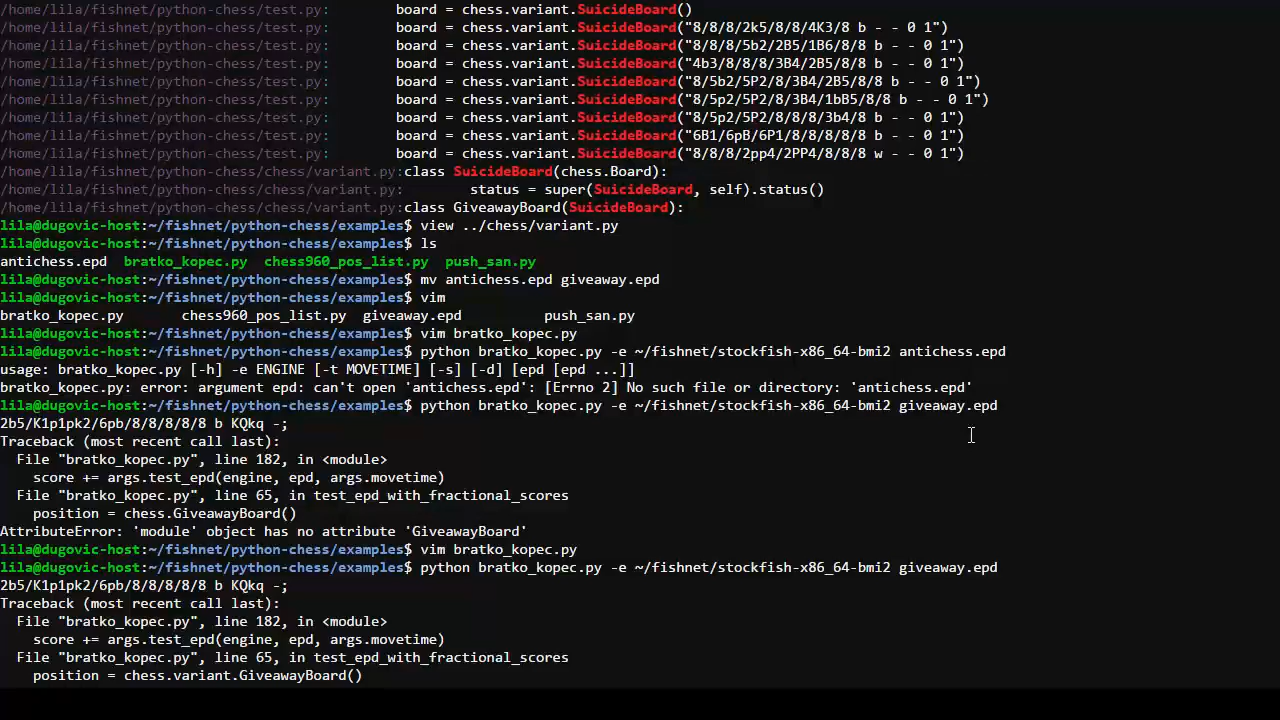 /home/lila/fishnet/python-chess/test.py:        board = chess.variant.SuicideBoard()
/home/lila/fishnet/python-chess/test.py:        board = chess.variant.SuicideBoard("8/8/8/2k5/8/8/4K3/8 b - - 0 1")
/home/lila/fishnet/python-chess/test.py:        board = chess.variant.SuicideBoard("8/8/8/5b2/2B5/1B6/8/8 b - - 0 1")
/home/lila/fishnet/python-chess/test.py:        board = chess.variant.SuicideBoard("4b3/8/8/8/3B4/2B5/8/8 b - - 0 1")
/home/lila/fishnet/python-chess/test.py:        board = chess.variant.SuicideBoard("8/5b2/5P2/8/3B4/2B5/8/8 b - - 0 1")
/home/lila/fishnet/python-chess/test.py:        board = chess.variant.SuicideBoard("8/5p2/5P2/8/3B4/1bB5/8/8 b - - 0 1")
/home/lila/fishnet/python-chess/test.py:        board = chess.variant.SuicideBoard("8/5p2/5P2/8/8/8/3b4/8 b - - 0 1")
/home/lila/fishnet/python-chess/test.py:        board = chess.variant.SuicideBoard("6B1/6pB/6P1/8/8/8/8/8 b - - 0 1")
/home/lila/fishnet/python-chess/test.py:        board = chess.variant.SuicideBoard("8/8/8/2pp4/2PP4/8/8/8 w - - 0 1")
/home/lila/fishnet/python-chess/chess/variant.py:class SuicideBoard(chess.Board):
/home/lila/fishnet/python-chess/chess/variant.py:        status = super(SuicideBoard, self).status()
/home/lila/fishnet/python-chess/chess/variant.py:class GiveawayBoard(SuicideBoard):
lila@dugovic-host:~/fishnet/python-chess/examples$ view ../chess/variant.py
lila@dugovic-host:~/fishnet/python-chess/examples$ ls
antichess.epd  bratko_kopec.py  chess960_pos_list.py  push_san.py
lila@dugovic-host:~/fishnet/python-chess/examples$ mv antichess.epd giveaway.epd
lila@dugovic-host:~/fishnet/python-chess/examples$ vim
bratko_kopec.py       chess960_pos_list.py  giveaway.epd          push_san.py
lila@dugovic-host:~/fishnet/python-chess/examples$ vim bratko_kopec.py
lila@dugovic-host:~/fishnet/python-chess/examples$ python bratko_kopec.py -e ~/fishnet/stockfish-x86_64-bmi2 antichess.epd
usage: bratko_kopec.py [-h] -e ENGINE [-t MOVETIME] [-s] [-d] [epd [epd ...]]
bratko_kopec.py: error: argument epd: can't open 'antichess.epd': [Errno 2] No such file or directory: 'antichess.epd'
lila@dugovic-host:~/fishnet/python-chess/examples$ python bratko_kopec.py -e ~/fishnet/stockfish-x86_64-bmi2 giveaway.epd
2b5/K1p1pk2/6pb/8/8/8/8/8 b KQkq -;
Traceback (most recent call last):
  File "bratko_kopec.py", line 182, in <module>
    score += args.test_epd(engine, epd, args.movetime)
  File "bratko_kopec.py", line 65, in test_epd_with_fractional_scores
    position = chess.GiveawayBoard()
AttributeError: 'module' object has no attribute 'GiveawayBoard'
lila@dugovic-host:~/fishnet/python-chess/examples$ vim bratko_kopec.py
lila@dugovic-host:~/fishnet/python-chess/examples$ python bratko_kopec.py -e ~/fishnet/stockfish-x86_64-bmi2 giveaway.epd
2b5/K1p1pk2/6pb/8/8/8/8/8 b KQkq -;
Traceback (most recent call last):
  File "bratko_kopec.py", line 182, in <module>
    score += args.test_epd(engine, epd, args.movetime)
  File "bratko_kopec.py", line 65, in test_epd_with_fractional_scores
    position = chess.variant.GiveawayBoard()